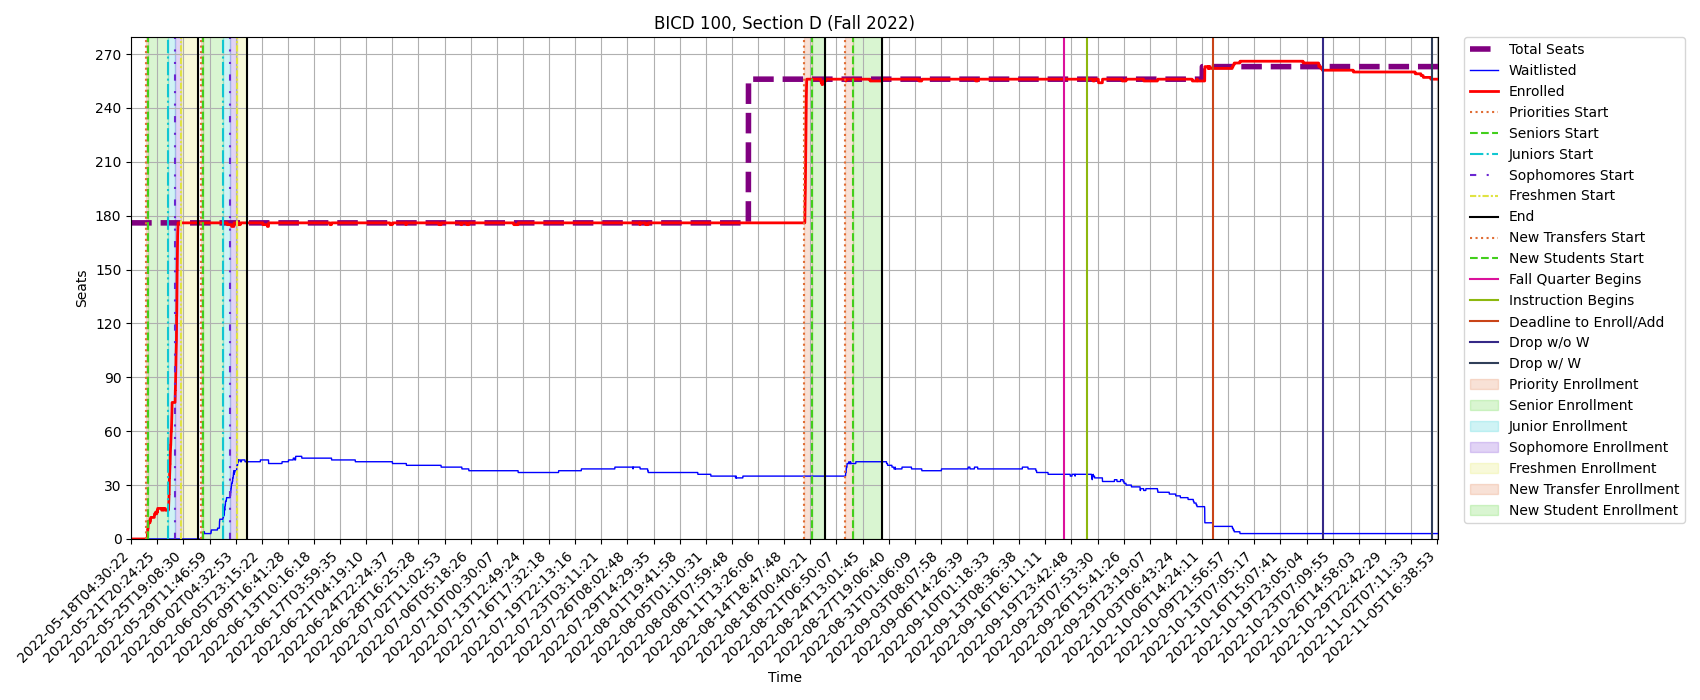 BICD 100, Section D (Fall 2022)
Seats
270
240
210
180
150
120
90
60
30
0
2022-05-18T04:30:22
2022-05-21T20:24:25
2022-05-25T19:08:30
2022-05-29T11:46:59
2022-06-02T04:32:53
2022-06-05T23:15:22
2022-06-09T16:41:28
2022-06-13T10:16:18
2022-06-17T03:59:35
2022-06-21T04:19:10
2022-06-24T22:24:37
2022-06-28T16:25:28
2022-07-02T11:02:53
2022-07-06T05:18:26
2022-07-10T00:30:07
2022-07-13T12:49:24
2022-07-16T17:32:18
2022-07-19T22:13:16
2022-07-23T03:11:21
2022-07-26T08:02:48
2022-07-29T14:29:35
2022-08-01T19:41:58
2022-08-05T01:10:31
2022-08-08T07:59:48
2022-08-11T13:26:06
2022-08-14T18:47:48
2022-08-18T00:40:21
2022-08-21T06:50:07
2022-08-24T13:01:45
2022-08-27T19:06:40
2022-08-31T01:06:09
2022-09-03T08:07:58
2022-09-06T14:26:39
2022-09-10T01:18:33
2022-09-13T08:36:38
2022-09-16T16:11:11
2022-09-19T23:42:48
2022-09-23T07:53:30
2022-09-26T15:41:26
2022-09-29T23:19:07
2022-10-03T06:43:24
2022-10-06T14:24:11
2022-10-09T21:56:57
2022-10-13T07:05:17
2022-10-16T15:07:41
2022-10-19T23:05:04
2022-10-23T07:09:55
2022-10-26T14:58:03
2022-10-29T22:42:29
2022-11-02T07:11:33
2022-11-05T16:38:53
Time
Total Seats
Waitlisted
Enrolled
Priorities Start
Seniors Start
Juniors Start
Sophomores Start
Freshmen Start
End
New Transfers Start
New Students Start
Fall Quarter Begins
Instruction Begins
Deadline to Enroll/Add
Drop w/o W
Drop w/ W
Priority Enrollment
Senior Enrollment
Junior Enrollment
Sophomore Enrollment
Freshmen Enrollment
New Transfer Enrollment
New Student Enrollment